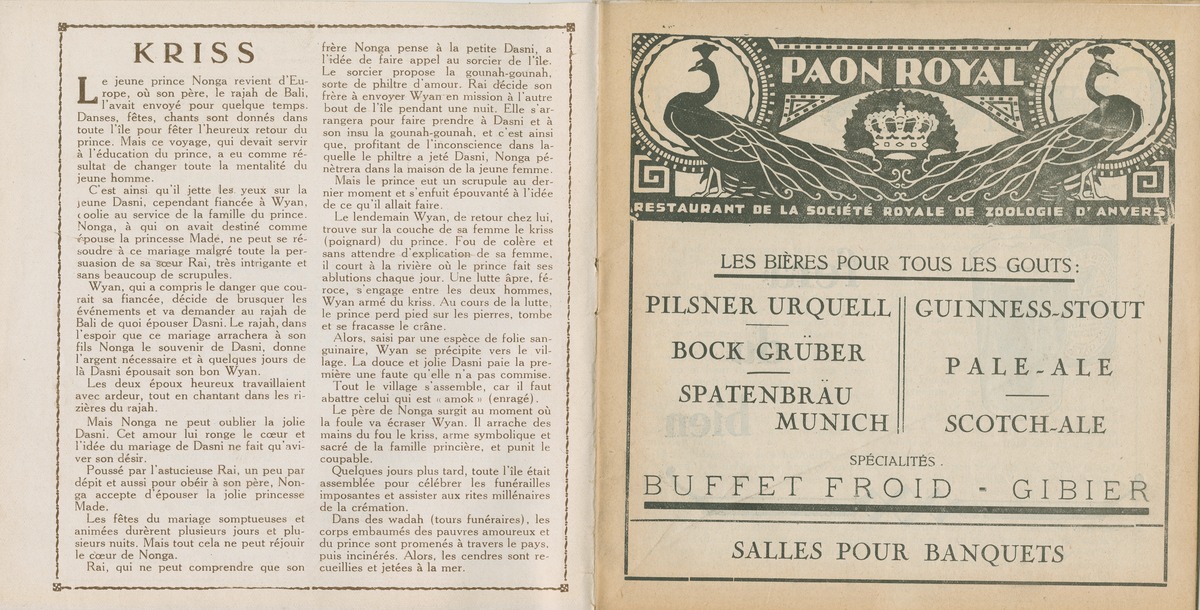 KRISS
Le jeune prince Nonga revient d'Eu-
rope, où son père, le rajah de Bali,
l'avait envoyé pour quelque temps.
Danses, fêtes, chants sont donnés dans
toute l'île pour fêter l'heureux retour du
prince. Mais ce voyage, qui devait servir
à l'éducation du prince, a eu comme ré-
sultat de changer toute la mentalité du
jeune homme.
C'est ainsi qu'il jette les yeux sur la
jeune Dasni, cependant fiancée à Wyan,
coolie au service de la famille du prince.
Nonga, à qui on avait destiné comme
épouse la princesse Made, ne peut se ré-
soudre à ce mariage malgré toute la per-
suasion de sa sœur Rai, très intrigante et
sans beaucoup de scrupules.
Wyan, qui a compris le danger que cou-
rait sa fiancée, décide de brusquer les
événements et va demander au rajah de
Bali de quoi épouser Dasni. Le rajah, dans
l'espoir que ce mariage arrachera à son
fils Nonga le souvenir de Dasni, donne
l'argent nécessaire et à quelques jours de
là Dasni épousait son bon Wyan.
Les deux époux heureux travaillaient
avec ardeur, tout en chantant dans les ri-
zières du rajah.
Mais Nonga ne peut oublier la jolie
Dasni. Cet amour lui ronge le cœur et
l'idée du mariage de Dasni ne fait qu'avi-
ver son désir.
Poussé par l'astucieuse Rai, un peu par
dépit et aussi pour obéir à son père, Non-
ga accepte d'épouser la jolie princesse
Made.
Les fêtes du mariage somptueuses et
animées durèrent plusieurs jours et plu-
sieurs nuits. Mais tout cela ne peut réjouir
le cœur de Nonga.
Rai, qui ne peut comprendre que son
frère Nonga pense à la petite Dasni, a
l'idée de faire appel au sorcier de l'île.
Le sorcier propose la gounah-gounah,
sorte de philtre d'amour. Rai décide son
frère à envoyer Wyan en mission à l'autre
bout de l'île pendant une nuit. Elle s'ar-
rangera pour faire prendre à Dasni et à
son insu la gounah-gounah, et c'est ainsi
que, profitant de l'inconscience dans la-
quelle le philtre a jeté Dasni, Nonga pé-
nètrera dans la maison de la jeune femme.
Mais le prince eut un scrupule au der-
nier moment et s'enfuit épouvanté à l'idée
de ce qu'il allait faire.
Le lendemain Wyan, de retour chez lui,
trouve sur la couche de sa femme le kriss
(poignard) du prince. Fou de colère et
sans attendre d'explication de sa femme,
il court à la rivière où le prince fait ses
ablutions chaque jour. Une lutte âpre, fé-
roce, s'engage entre les deux hommes,
Wyan armé du kriss. Au cours de la lutte,
le prince perd pied sur les pierres, tombe
et se fracasse le crâne.
Alors, saisi par une espèce de folie san-
guinaire, Wyan se précipite vers le vil-
lage. La douce et jolie Dasni paie la pre-
mière une faute qu'elle n'a pas commise.
Tout le village s'assemble, car il faut
abattre celui qui est « amok » (enragé).
Le père de Nonga surgit au moment où
la foule va écraser Wyan. Il arrache des
mains du fou le kriss, arme symbolique et
sacré de la famille princière, et punit le
coupable.
Quelques jours plus tard, toute l'île était
assemblée pour célébrer les funérailles
imposantes et assister aux rites millénaires
de la crémation.
Dans des wadah (tours funéraires), les
corps embaumés des pauvres amoureux et
du prince sont promenés à travers le pays,
puis incinérés. Alors, les cendres sont re-
cueillies et jetées à la mer.
PAON ROYAL
RESTAURANT DE LA SOCIÉTÉ ROYALE DE ZOOLOGIE D'ANVERS
LES BIÈRES POUR TOUS LES GOUTS :
PILSNER URQUELL
BOCK GRÜBER
SPATENBRÄU
MUNICH
GUINNESS-STOUT
PALE-ALE
SCOTCH-ALE
SPÉCIALITÉS.
BUFFET FROID - GIBIER
SALLES POUR BANQUETS